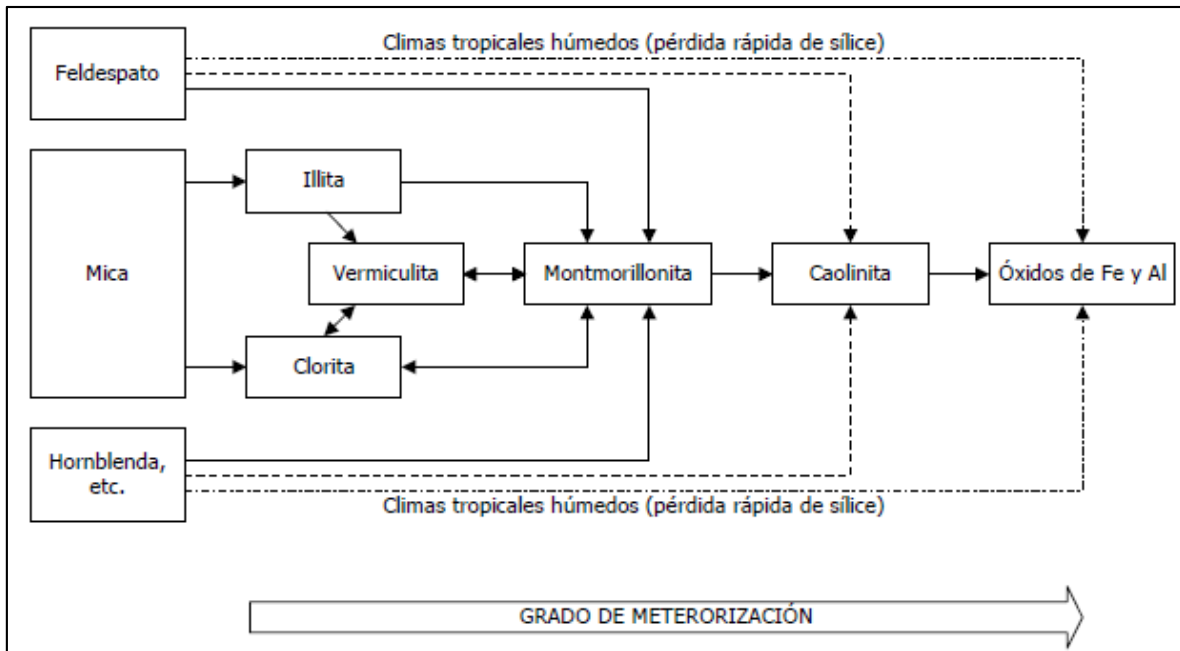 Climas tropicales húmedos (pérdida rápida de sílice)
Feldespato
Illita
Mica
Vermiculita
Montmorillonita
Caolinita
Óxidos de Fe y Al
Clorita
Hornblenda,
etc.
Climas tropicales húmedos (pérdida rápida de sílice)
GRADO DE METERORIZACIÓN